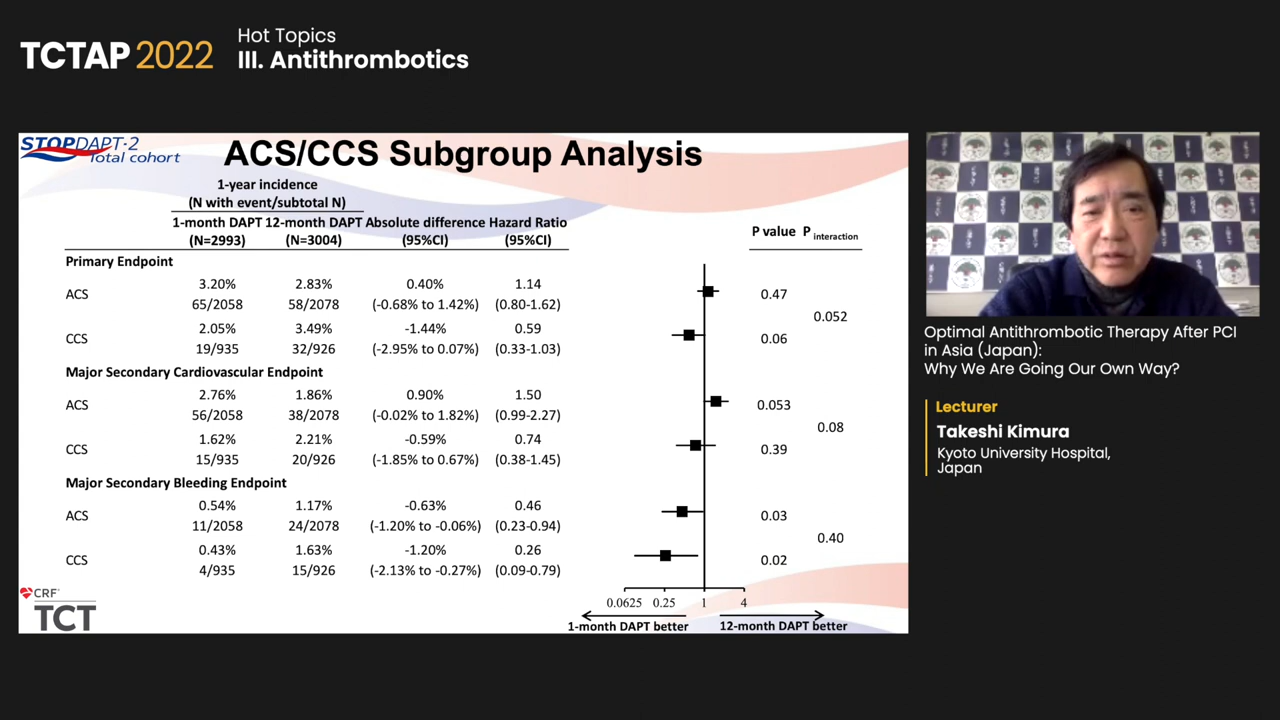 TCTAP 2022
Hot Topics
III. Antithrombotics
STOPDAPT-2
Total cohort
ACS/CCS Subgroup Analysis
1-year incidence
(N with event/subtotal N)
1-month DAPT 12-month DAPT Absolute difference Hazard Ratio
(N=2993) (N=3004) (95%CI) (95%CI)
P value P interaction
Primary Endpoint
ACS
3.20% 2.83% 0.40% 1.14
65/2058 58/2078 (-0.68% to 1.42%) (0.80-1.62)
0.47
0.052
CCS
2.05% 3.49% -1.44% 0.59
19/935 32/926 (-2.95% to 0.07%) (0.33-1.03)
0.06
Major Secondary Cardiovascular Endpoint
ACS
2.76% 1.86% 0.90% 1.50
56/2058 38/2078 (-0.02% to 1.82%) (0.99-2.27)
0.053
0.08
CCS
1.62% 2.21% -0.59% 0.74
15/935 20/926 (-1.85% to 0.67%) (0.38-1.45)
0.39
Major Secondary Bleeding Endpoint
ACS
0.54% 1.17% -0.63% 0.46
11/2058 24/2078 (-1.20% to -0.06%) (0.23-0.94)
0.03
0.40
CCS
0.43% 1.63% -1.20% 0.26
4/935 15/926 (-2.13% to -0.27%) (0.09-0.79)
0.02
0.0625 0.25 1 4
1-month DAPT better 12-month DAPT better
CRF
TCT
Optimal Antithrombotic Therapy After PCI
in Asia (Japan):
Why We Are Going Our Own Way?
Lecturer
Takeshi Kimura
Kyoto University Hospital,
Japan